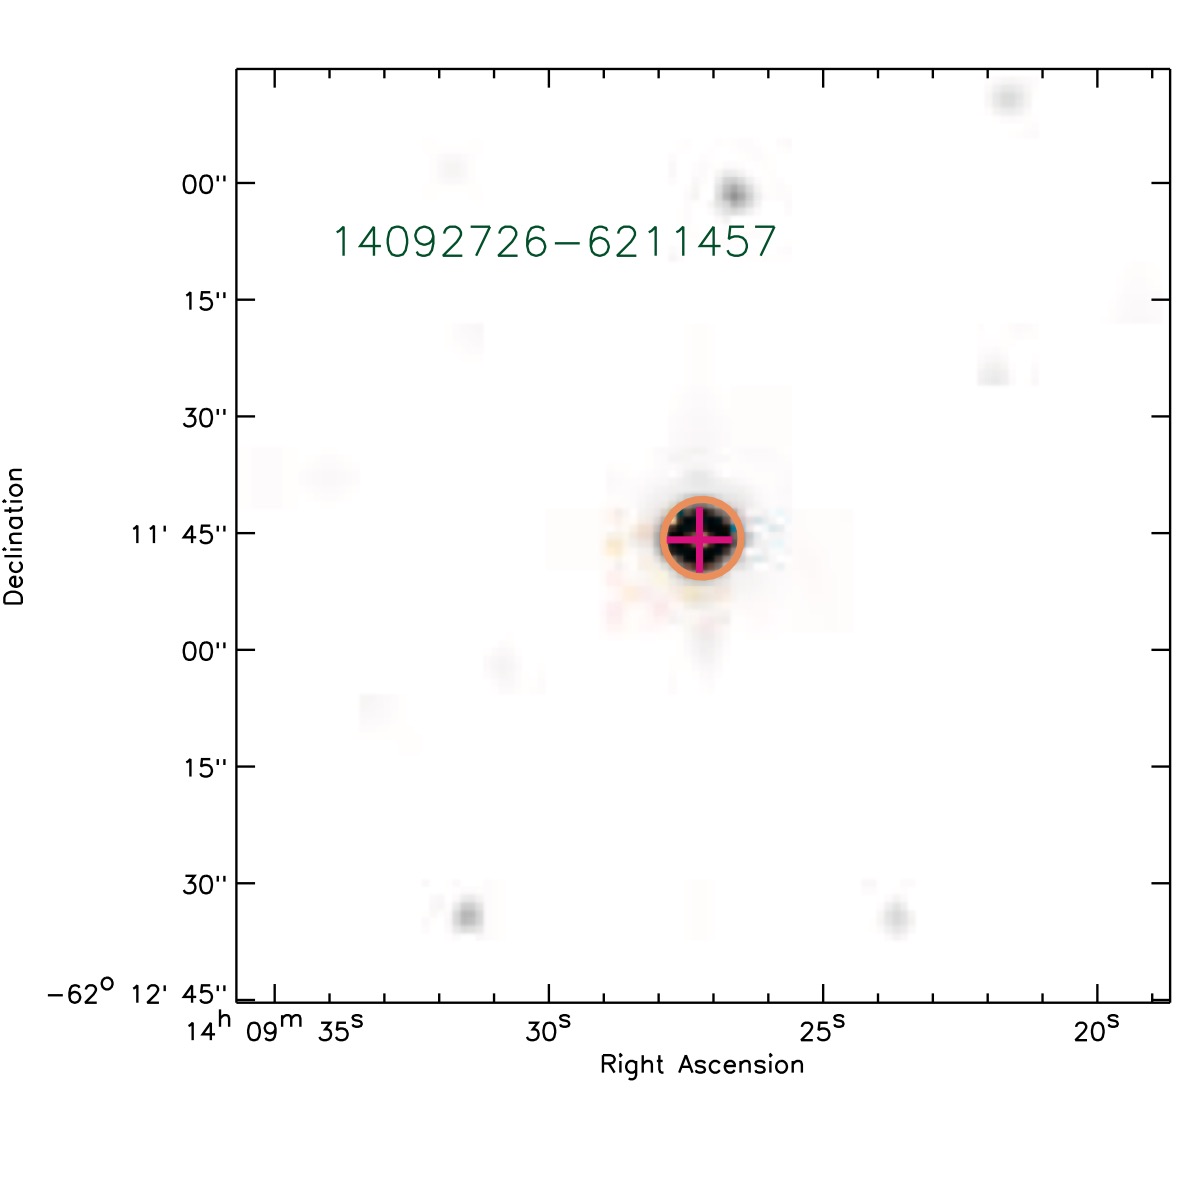 00"
14092726-6211457
15"
30"
11' 45"
00"
15"
30"
-62° 12' 45"
14h 09m 35s 30s 25s 20s
Right Ascension
Declination